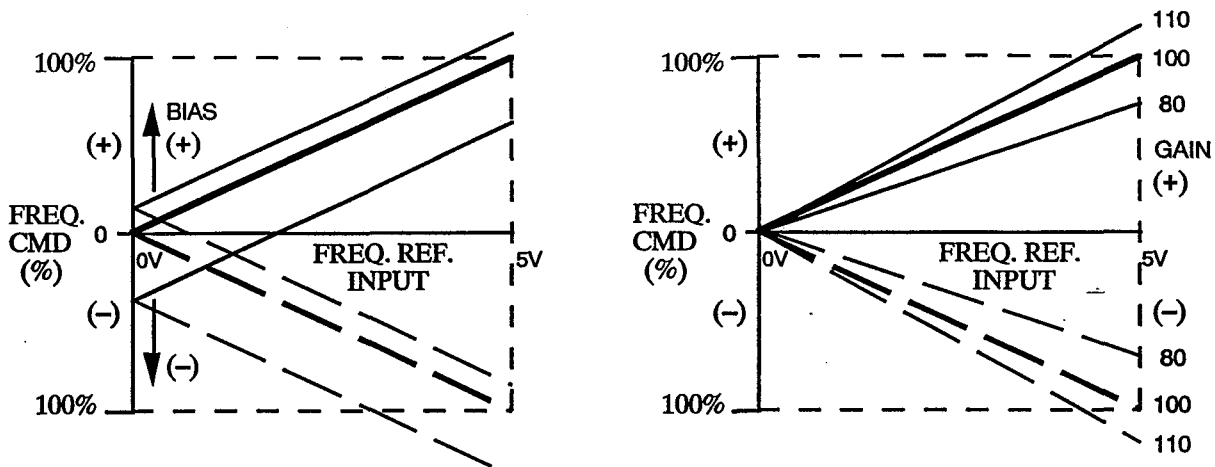 100%
BIAS
(+)
(+)
FREQ.
CMD
(%)
0
0V
FREQ. REF.
INPUT
5V
(−)
(−)
100%
110
100%
100
80
(+)
GAIN
(+)
FREQ.
CMD
(%)
0
0V
FREQ. REF.
INPUT
5V
(−)
(−)
80
100%
100
110